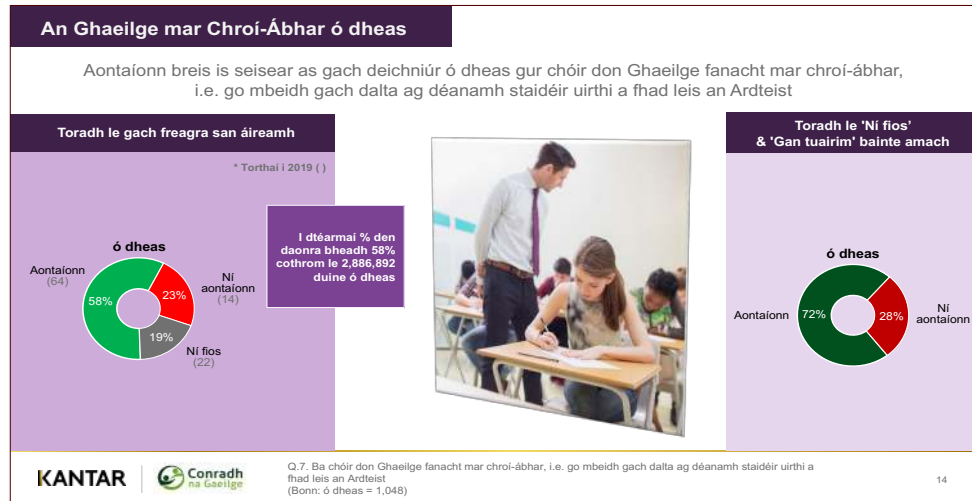 An Ghaeilge mar Chroí-Ábhar ó dheas
Aontaíonn breis is seisear as gach deichniúr ó dheas gur chóir don Ghaeilge fanacht mar chroí-ábhar,
i.e. go mbeidh gach dalta ag déanamh staidéir uirthi a fhad leis an Ardteist
Toradh le gach freagra san áireamh
* Torthaí i 2019 ( )
ó dheas
Aontaíonn
(64)
58%
23%
Ní
aontaíonn
(14)
19%
Ní fios
(22)
I dtéarmaí % den
daonra bheadh 58%
cothrom le 2,886,892
duine ó dheas
Toradh le 'Ní fios’
& 'Gan tuairim' bainte amach
ó dheas
Aontaíonn
72%
28%
Ní
aontaíonn
KANTAR
Conradh
na Gaeilge
Q.7. Ba chóir don Ghaeilge fanacht mar chroí-ábhar, i.e. go mbeidh gach dalta ag déanamh staidéir uirthi a
fhad leis an Ardteist
(Bonn: ó dheas = 1,048)
14